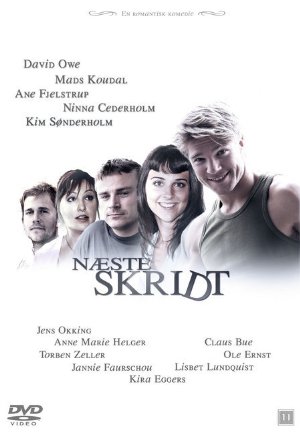 EN ROMANTISK KOMEDIE
DAVID OWE
MADS KOUDAL
ANE FJELSTRUP
NINNA CEDERHOLM
KIM SØNDERHOLM
NÆSTE
SKRIDT
JENS OKKING
ANNE MARIE HELGER
CLAUS BUE
TORBEN ZELLER
OLE ERNST
JANNIE FAURSCHOU
LISBET LUNDQUIST
KIRA EGGERS
DVD
VIDEO
11